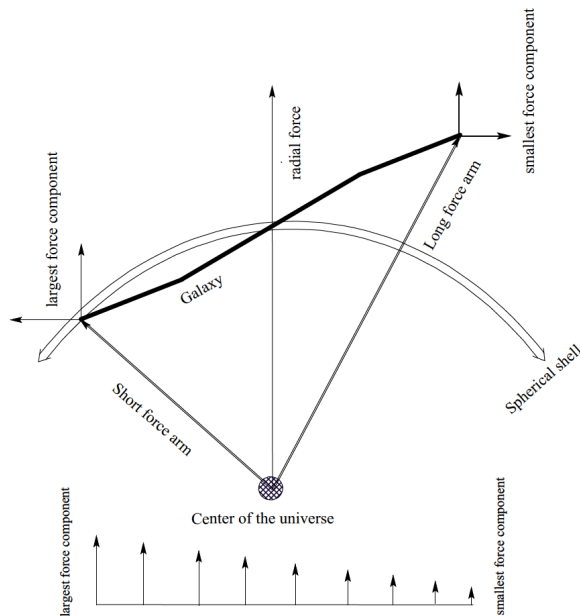 smallest force component
radial force
largest force component
Long force arm
Galaxy
Short force arm
Spherical shell
Center of the universe
largest force component
smallest force component